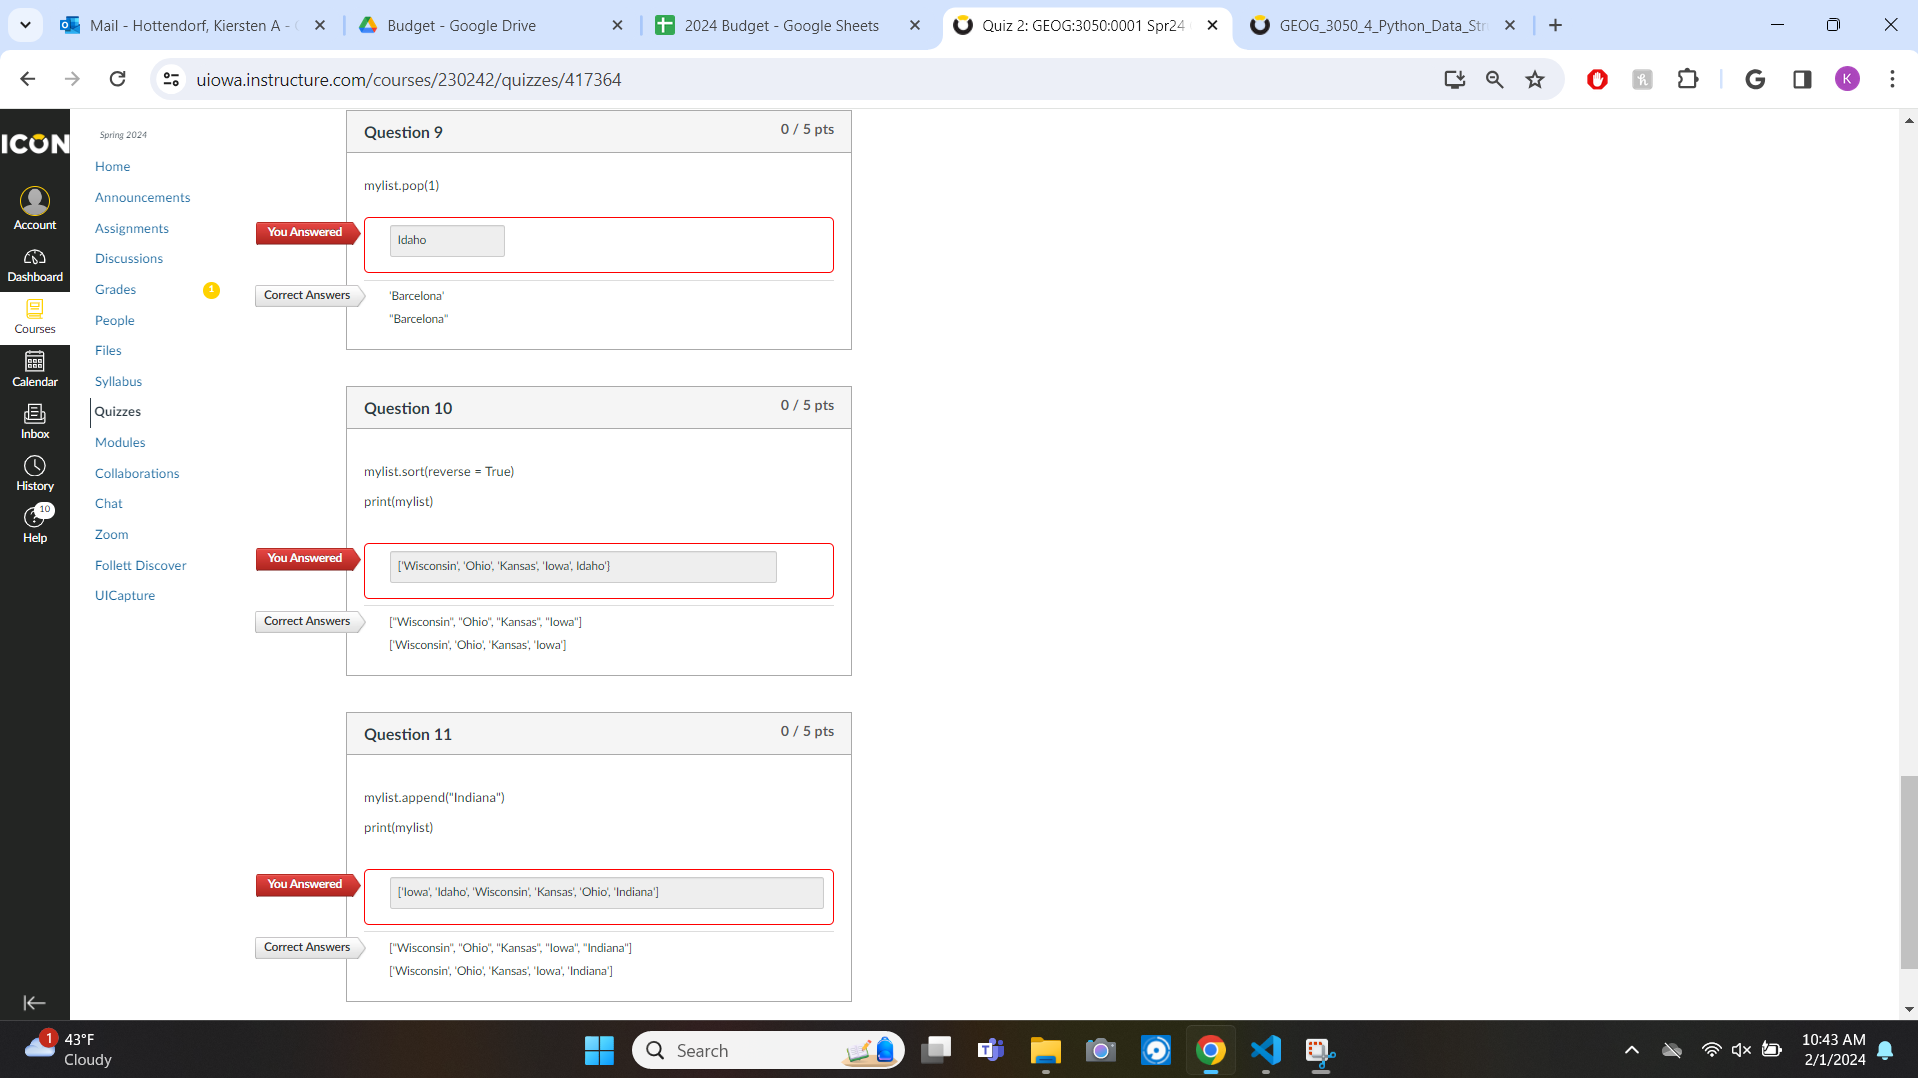 Mail - Hottendorf, Kiersten A -
Budget - Google Drive
2024 Budget - Google Sheets
Quiz 2: GEOG:3050:0001 Spr24
GEOG_3050_4_Python_Data_Str
uiowa.instructure.com/courses/230242/quizzes/417364
K
ICON
Account
Dashboard
Courses
Calendar
Inbox
History
10
Help
Spring 2024
Home
Announcements
Assignments
Discussions
Grades
1
People
Files
Syllabus
Quizzes
Modules
Collaborations
Chat
Zoom
Follett Discover
UICapture
Question 9
0 / 5 pts
mylist.pop(1)
You Answered
Idaho
Correct Answers
'Barcelona'
"Barcelona"
Question 10
0 / 5 pts
mylist.sort(reverse = True)
print(mylist)
You Answered
['Wisconsin', 'Ohio', 'Kansas', 'Iowa', Idaho']
Correct Answers
["Wisconsin", "Ohio", "Kansas", "Iowa"]
['Wisconsin', 'Ohio', 'Kansas', 'Iowa']
Question 11
0 / 5 pts
mylist.append("Indiana")
print(mylist)
You Answered
['Iowa', 'Idaho', 'Wisconsin', 'Kansas', 'Ohio', 'Indiana']
Correct Answers
["Wisconsin", "Ohio", "Kansas", "Iowa", "Indiana"]
['Wisconsin', 'Ohio', 'Kansas', 'Iowa', 'Indiana']
1
43°F
Cloudy
Search
10:43 AM
2/1/2024